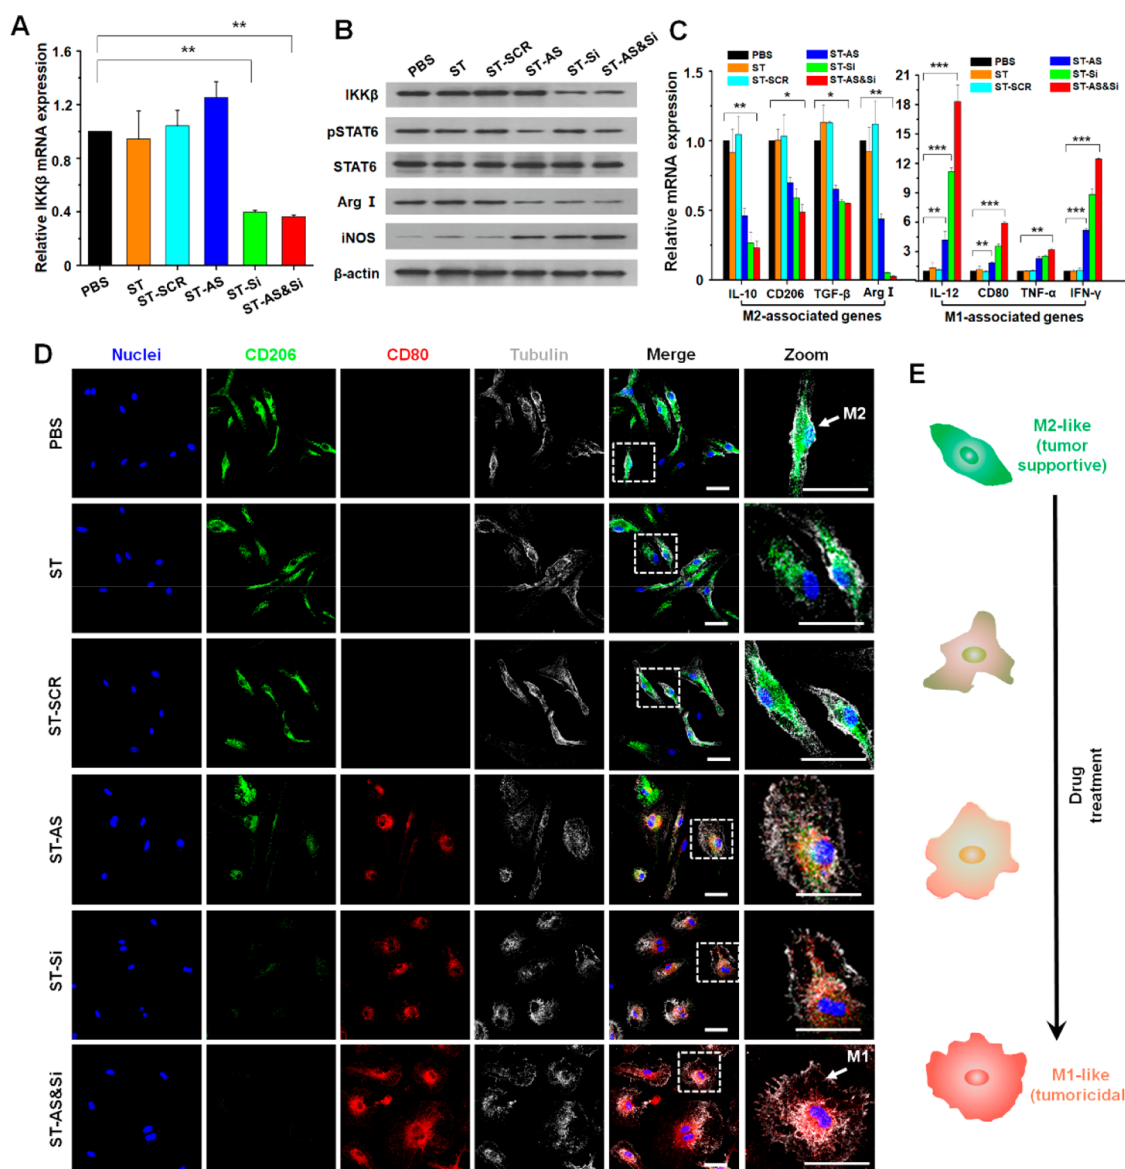 A
Relative IKKβ mRNA expression
1.6
1.2
0.8
0.4
0
**
**
PBS
ST
ST-SCR
ST-AS
ST-Si
ST-AS&Si
B
PBS
ST
ST-SCR
ST-AS
ST-Si
ST-AS&Si
IKKβ
pSTAT6
STAT6
Arg I
iNOS
β-actin
C
PBS
ST
ST-SCR
ST-AS
ST-Si
ST-AS&Si
Relative mRNA expression
1.5
1.2
0.9
0.6
0.3
0.0
**
*
*
**
IL-10 CD206 TGF-β Arg I
M2-associated genes
PBS
ST
ST-SCR
ST-AS
ST-Si
ST-AS&Si
21
18
15
12
9
6
3
***
***
**
***
**
**
***
***
IL-12 CD80 TNF-α IFN-γ
M1-associated genes
D
Nuclei CD206 CD80 Tubulin Merge Zoom
PBS
M2
ST
ST-SCR
ST-AS
ST-Si
ST-AS&Si
M1
E
M2-like
(tumor
supportive)
Drug
treatment
M1-like
(tumoricidal)